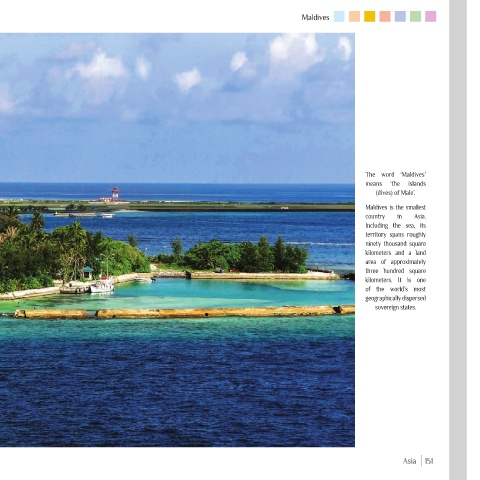 Maldives
The word 'Maldives'
means 'the islands
(dives) of Male'.
Maldives is the smallest
country in Asia.
Including the sea, its
territory spans roughly
ninety thousand square
kilometers and a land
area of approximately
three hundred square
kilometers. It is one
of the world's most
geographically dispersed
sovereign states.
Asia 151